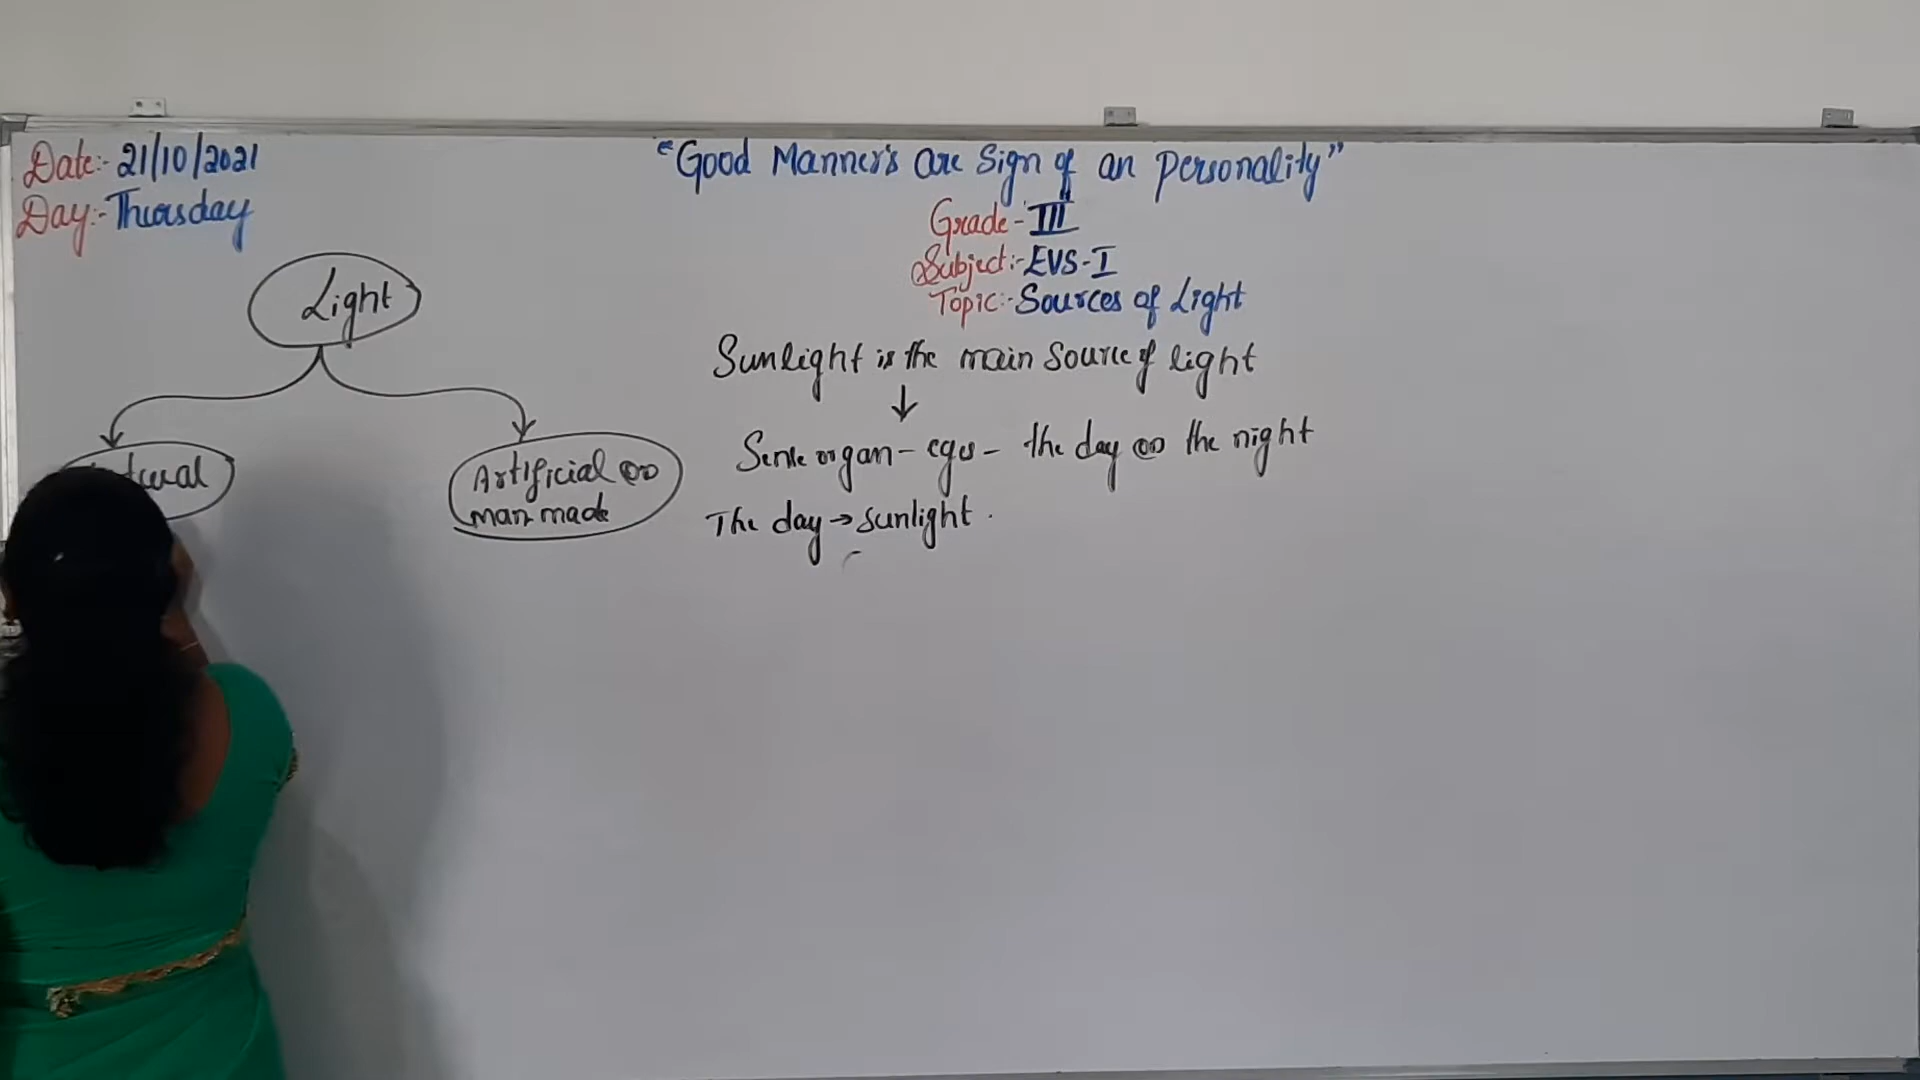 Date:- 21/10/2021
Day:- Thursday
"Good Manners are Sign of an personality"
Grade - III
Subject:- EVS-I
Topic:- Sources of Light
Light
Artificial or
man made
Sunlight is the main source of light
↓
Sense organ - eyes - the day or the night
The day → sunlight.